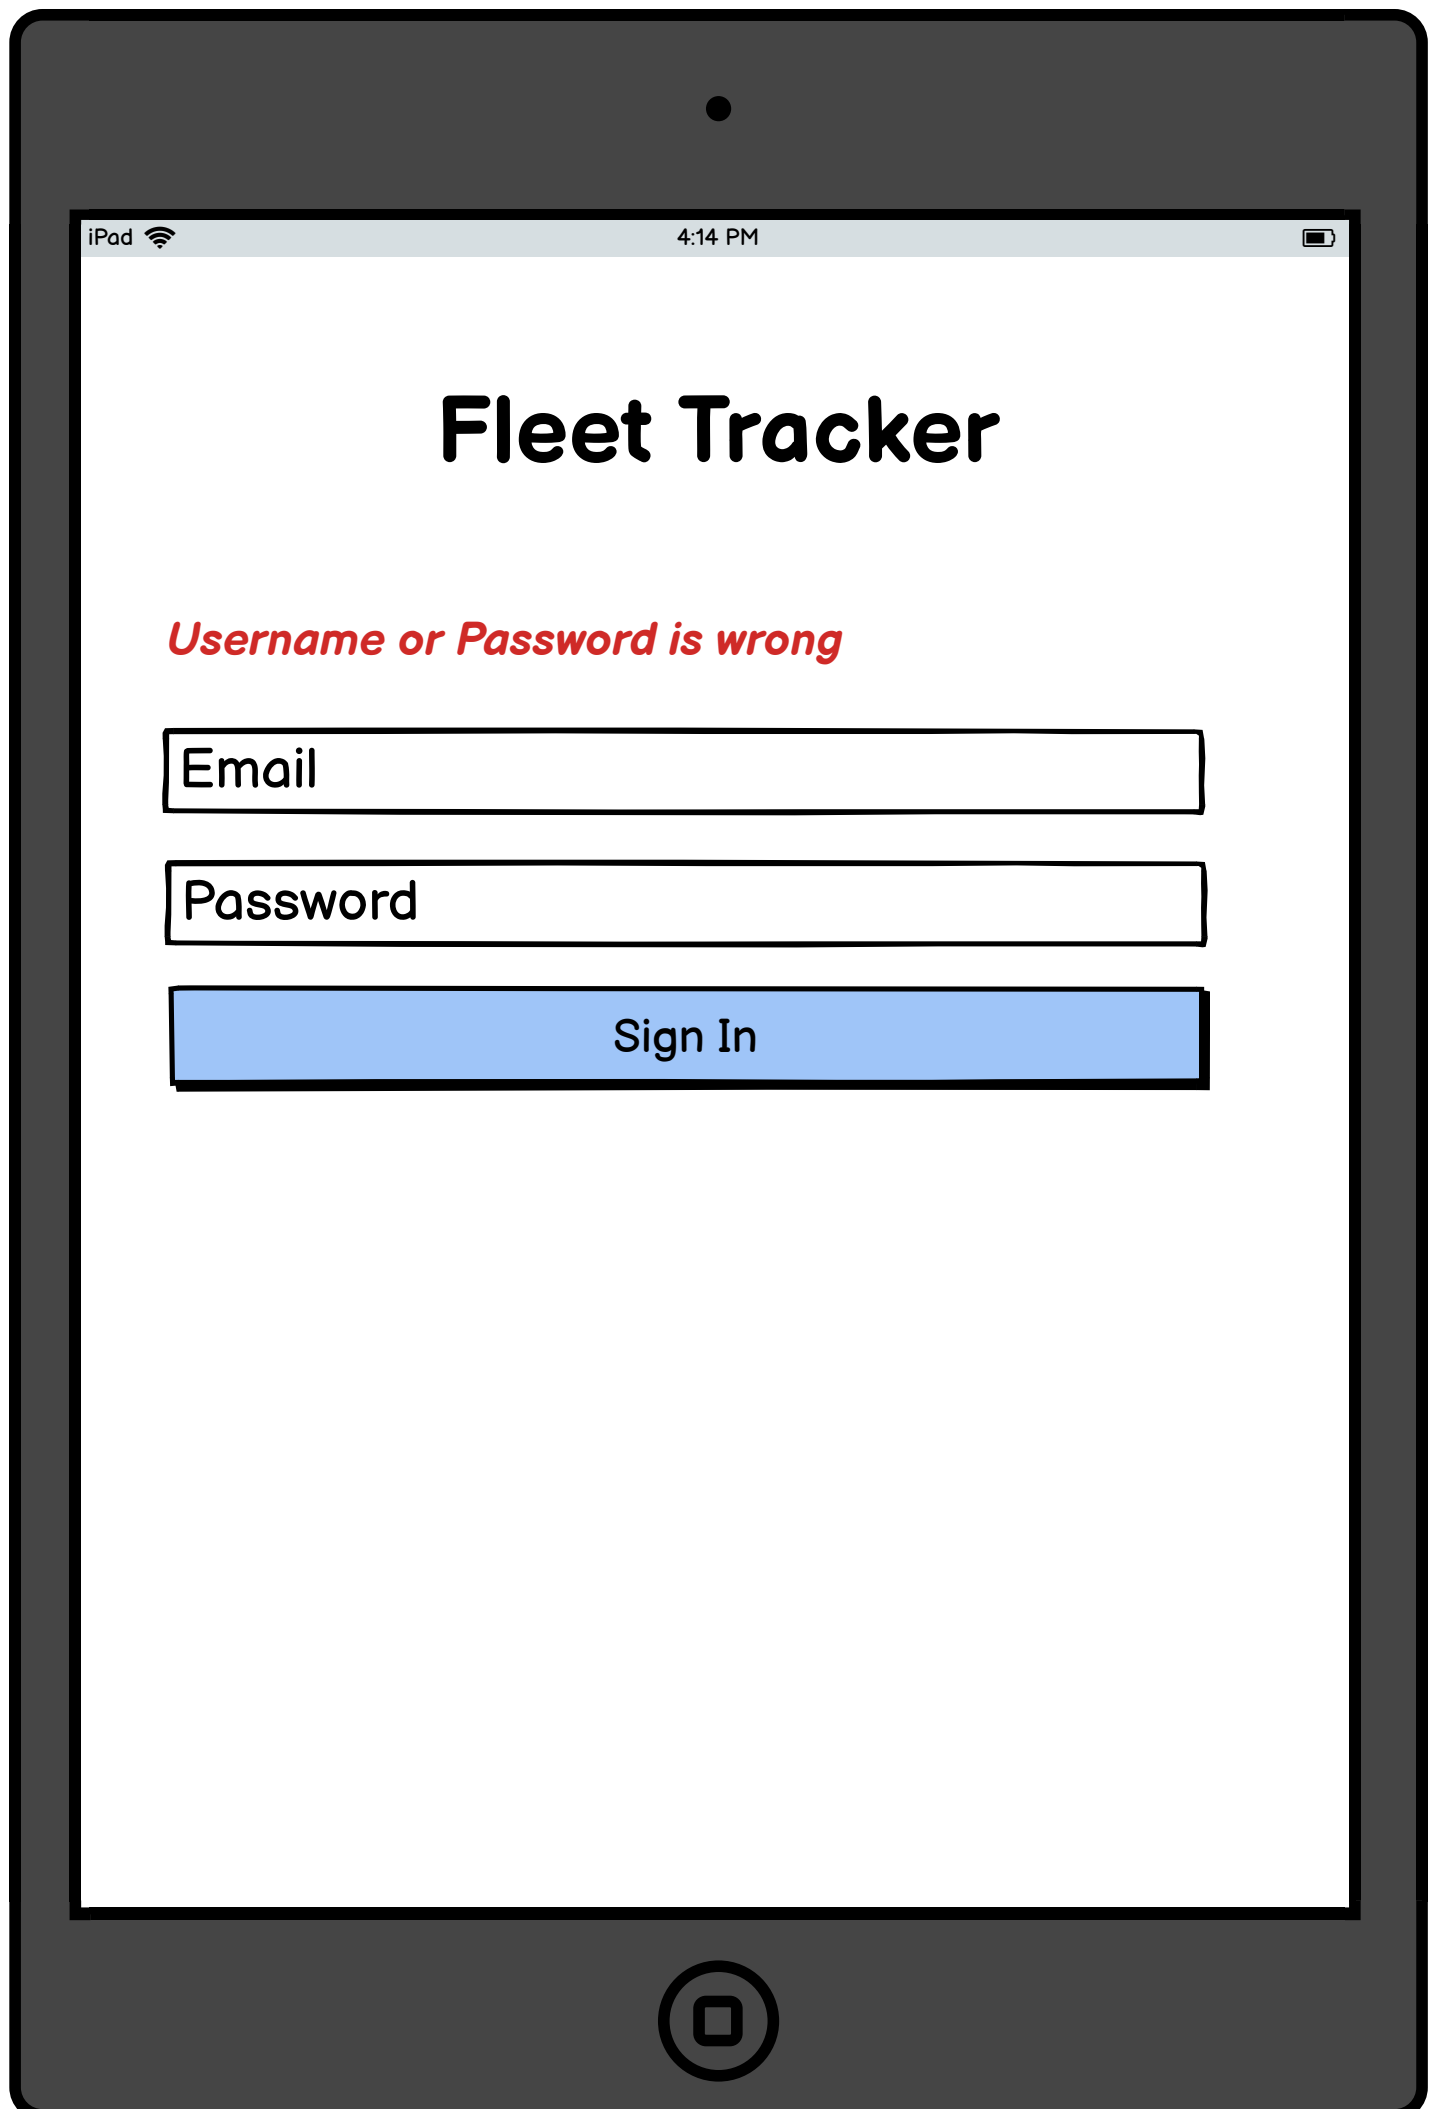 iPad 4:14 PM
Fleet Tracker
Username or Password is wrong
Email
Password
Sign In